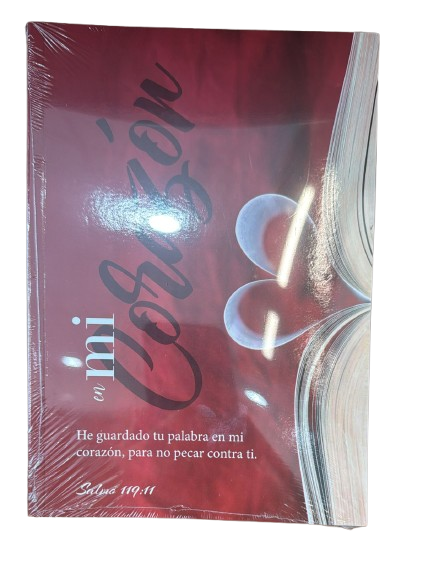 en
mi
Corazón
He guardado tu palabra en mi
corazón, para no pecar contra ti.
Salmo 119:11